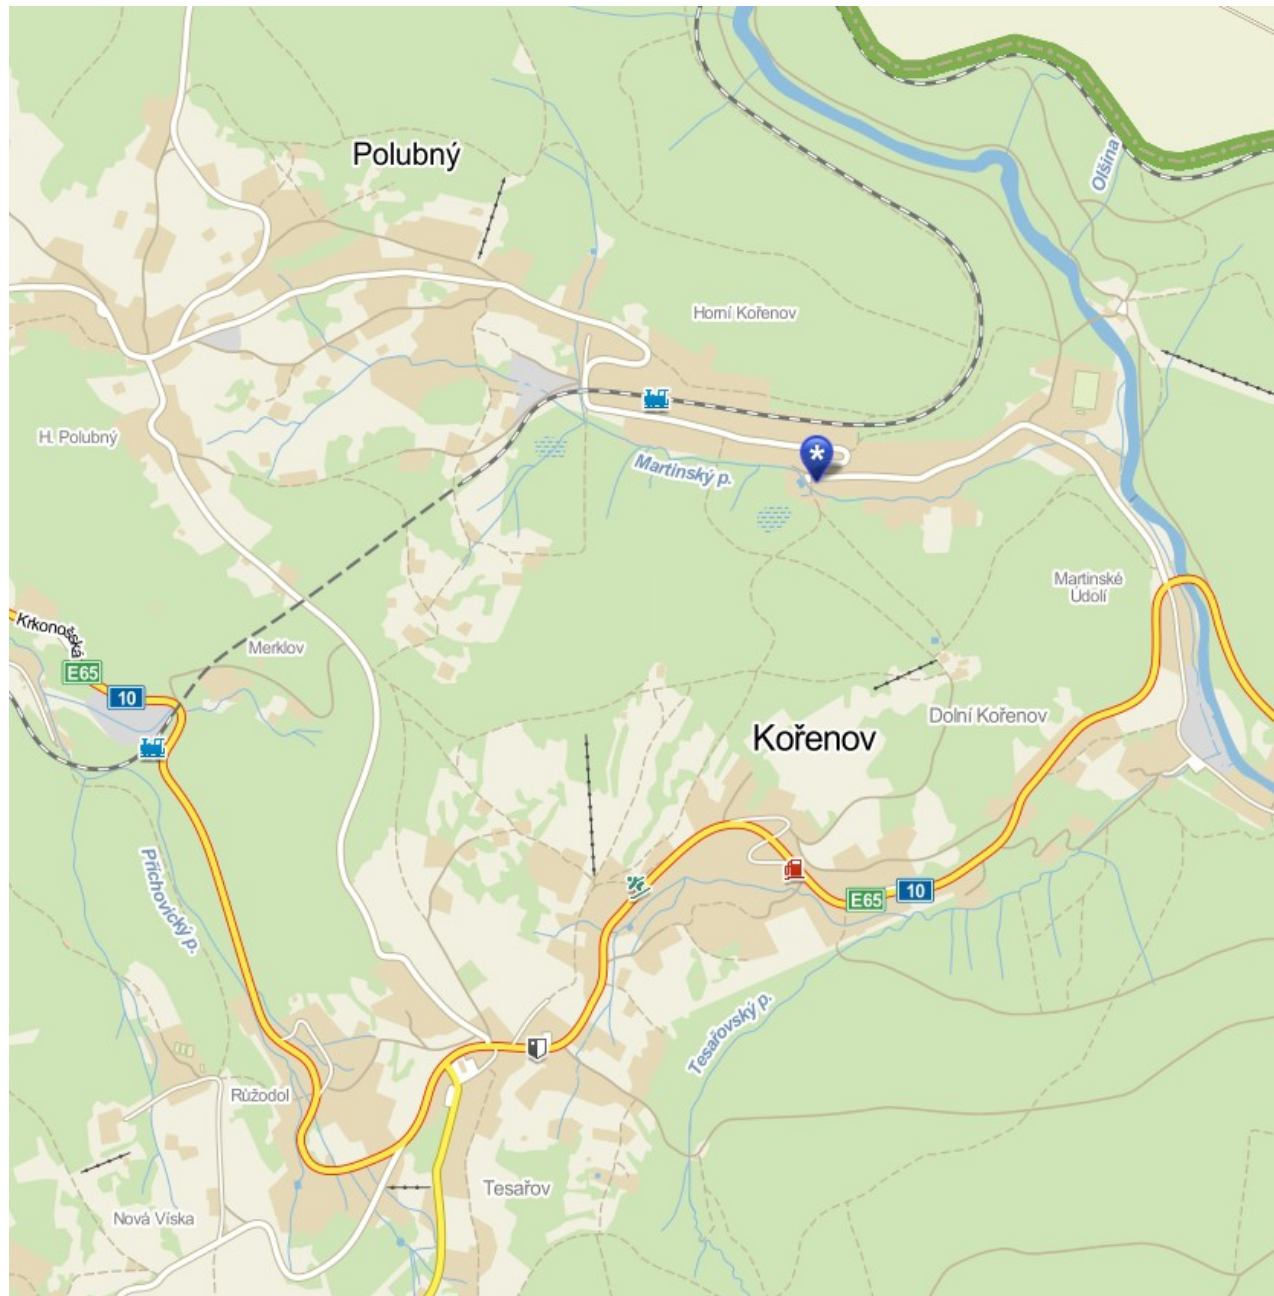 Polubný
Olšina
Horní Kořenov
H. Polubný
*
Martinský p.
Martinské
Údolí
Krkonošská
E65
10
Merklov
Dolní Kořenov
Kořenov
Příchovický p.
E65
10
Tesařovský p.
Růžodol
Tesařov
Nová Víska